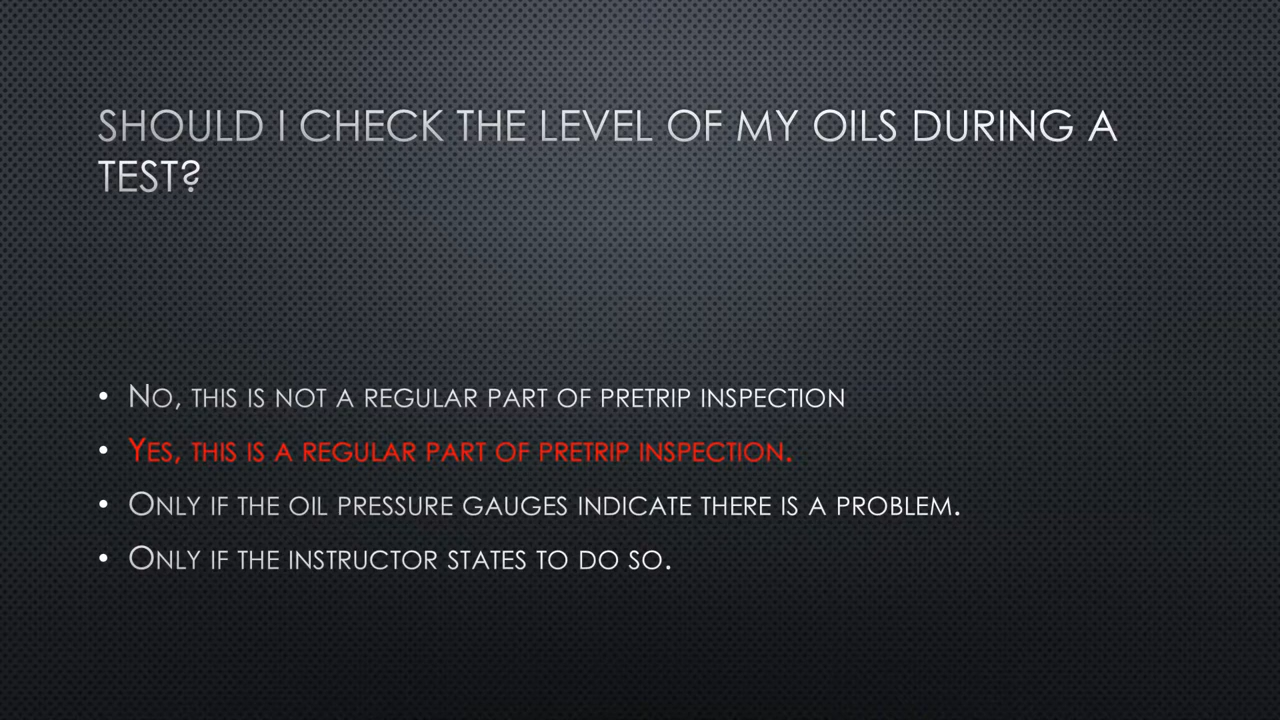 SHOULD I CHECK THE LEVEL OF MY OILS DURING A
TEST?
• NO, THIS IS NOT A REGULAR PART OF PRETRIP INSPECTION
• YES, THIS IS A REGULAR PART OF PRETRIP INSPECTION.
• ONLY IF THE OIL PRESSURE GAUGES INDICATE THERE IS A PROBLEM.
• ONLY IF THE INSTRUCTOR STATES TO DO SO.